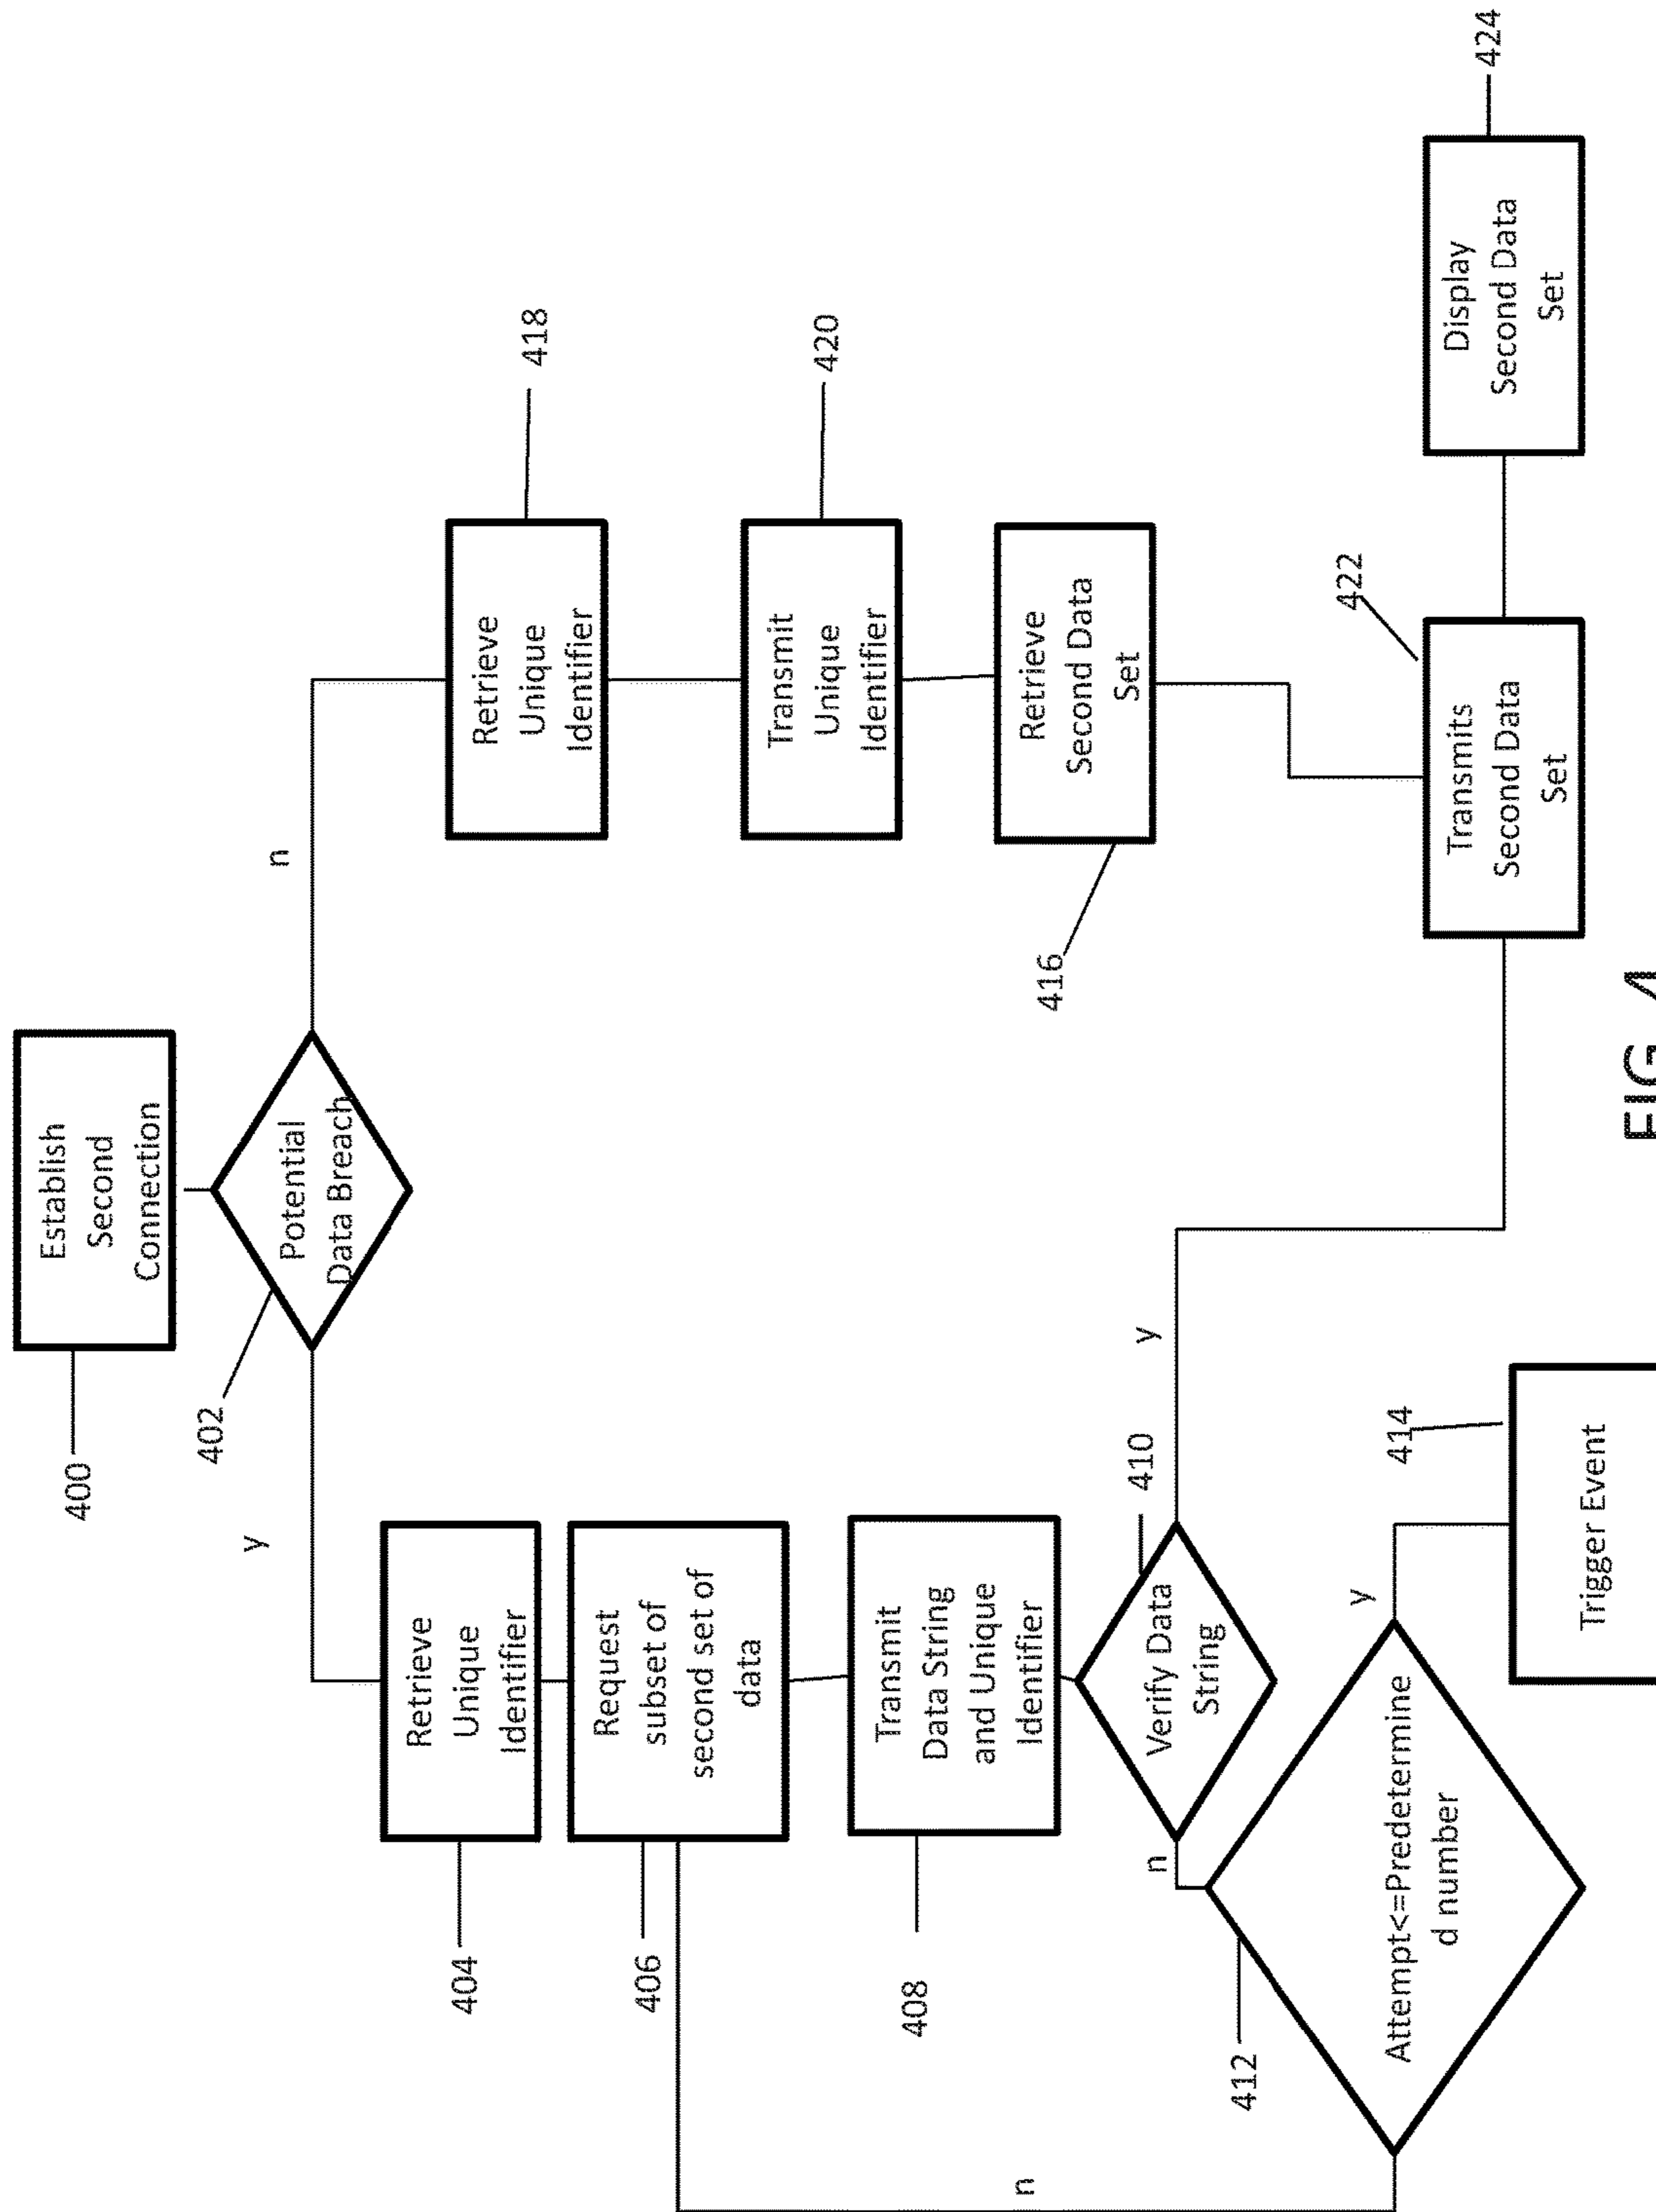 Establish
Second
Connection
400
Potential
Data Breach
402
y
n
Retrieve
Unique
Identifier
404
Request
subset of
second set of
data
406
Transmit
Data String
and Unique
Identifier
408
Verify Data
String
410
n
y
Attempt<=Predetermine
d number
412
n
y
Trigger Event
414
Retrieve
Unique
Identifier
418
Transmit
Unique
Identifier
420
Retrieve
Second Data
Set
416
Transmits
Second Data
Set
422
Display
Second Data
Set
424
FIG. 4